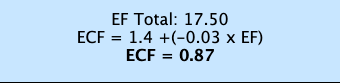 EF Total: 17.50
ECF = 1.4 +(-0.03 x EF)
ECF = 0.87